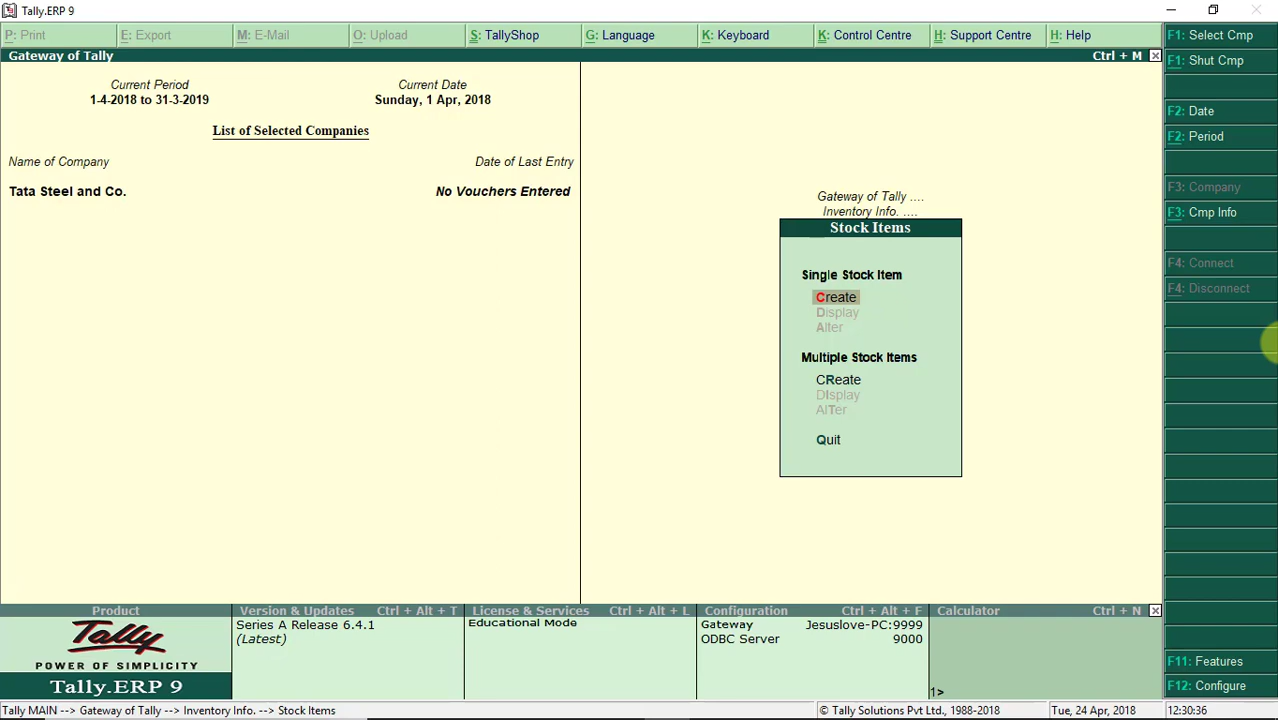 Tally.ERP 9
P: Print E: Export M: E-Mail O: Upload S: TallyShop G: Language K: Keyboard K: Control Centre H: Support Centre H: Help
Gateway of Tally Ctrl + M
Current Period Current Date
1-4-2018 to 31-3-2019 Sunday, 1 Apr, 2018
List of Selected Companies
Name of Company Date of Last Entry
Tata Steel and Co. No Vouchers Entered
Gateway of Tally ....
Inventory Info. ....
Stock Items
Single Stock Item
Create
Display
Alter
Multiple Stock Items
CReate
DIsplay
AlTer
Quit
F1: Select Cmp
F1: Shut Cmp
F2: Date
F2: Period
F3: Company
F3: Cmp Info
F4: Connect
F4: Disconnect
F11: Features
F12: Configure
Product
Tally
POWER OF SIMPLICITY
Tally.ERP 9
Version & Updates Ctrl + Alt + T
Series A Release 6.4.1
(Latest)
License & Services Ctrl + Alt + L
Educational Mode
Configuration Ctrl + Alt + F
Gateway Jesuslove-PC:9999
ODBC Server 9000
Calculator Ctrl + N
1>
Tally MAIN --> Gateway of Tally --> Inventory Info. --> Stock Items © Tally Solutions Pvt Ltd., 1988-2018 Tue, 24 Apr, 2018 12:30:36